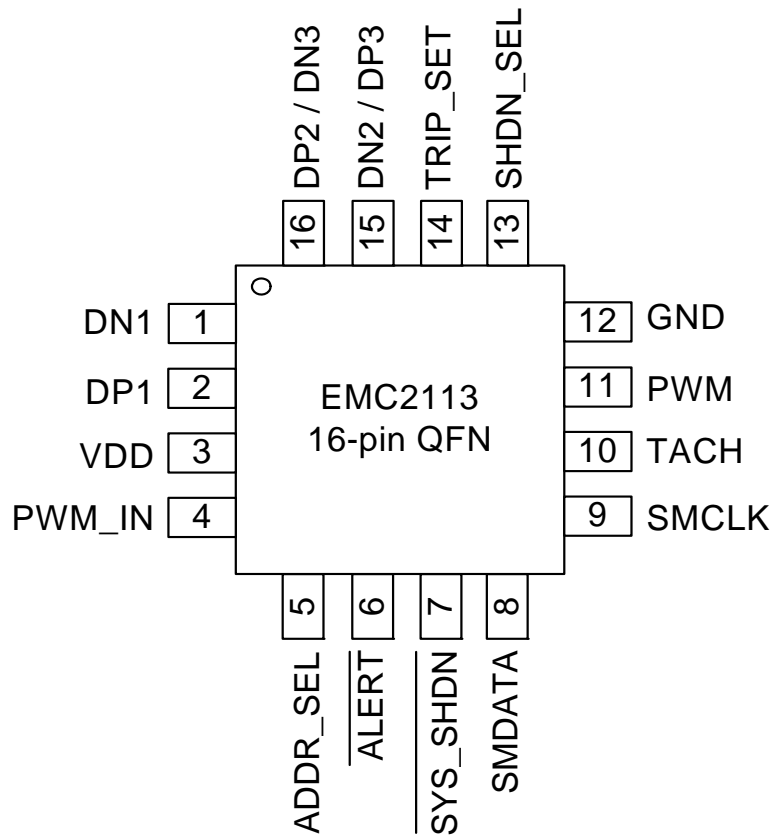 DP2 / DN3
DN2 / DP3
TRIP_SET
SHDN_SEL
16
15
14
13
DN1
1
DP1
2
VDD
3
PWM_IN
4
EMC2113
16-pin QFN
12
GND
11
PWM
10
TACH
9
SMCLK
5
6
7
8
ADDR_SEL
ALERT
SYS_SHDN
SMDATA